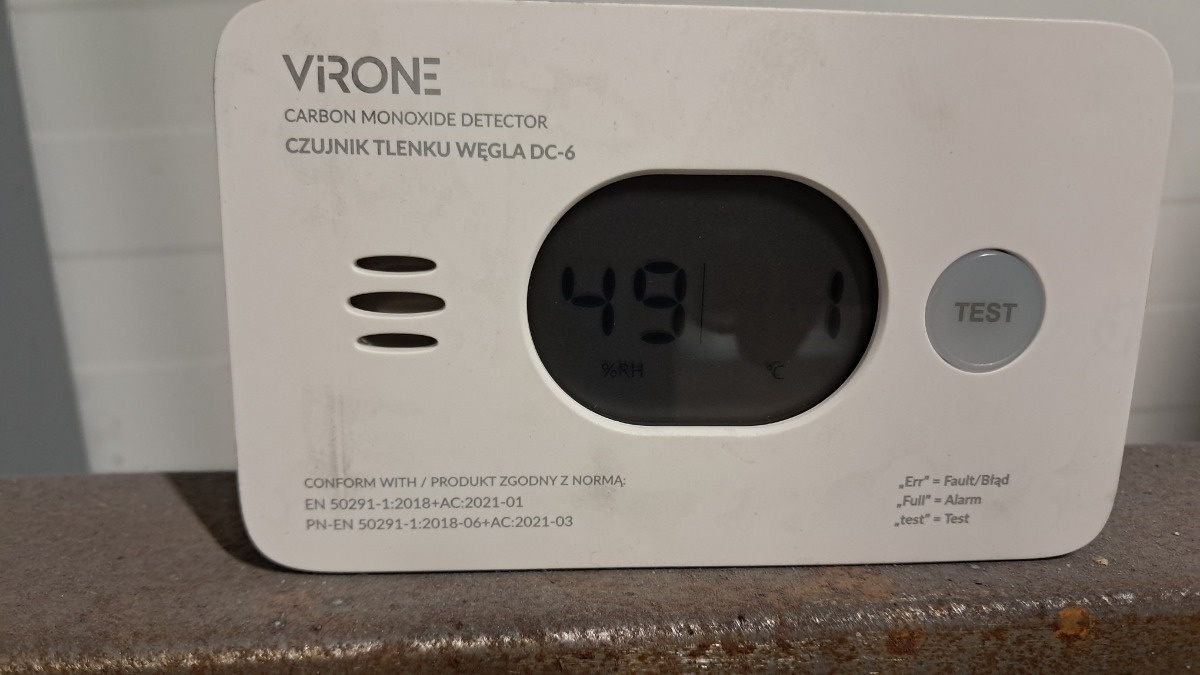 ViRONE
CARBON MONOXIDE DETECTOR
CZUJNIK TLENKU WĘGLA DC-6
49 1
%RH °C
TEST
CONFORM WITH / PRODUKT ZGODNY Z NORMĄ:
EN 50291-1:2018+AC:2021-01
PN-EN 50291-1:2018-06+AC:2021-03
„Err” = Fault/Błąd
„Full” = Alarm
„test” = Test